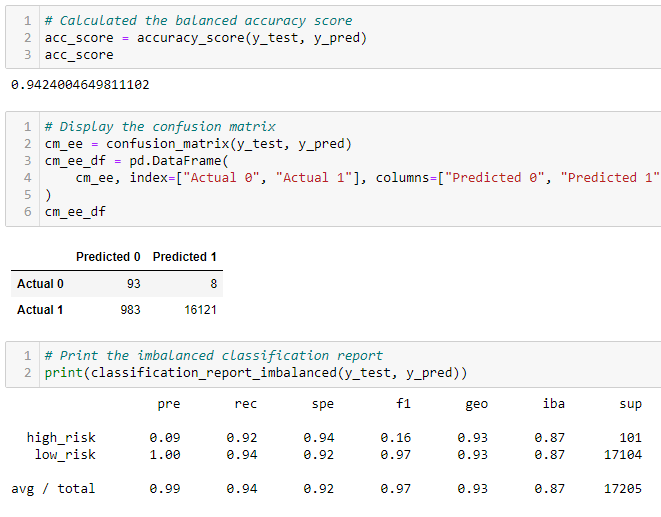 1 # Calculated the balanced accuracy score
2 acc_score = accuracy_score(y_test, y_pred)
3 acc_score
0.9424004649811102
1 # Display the confusion matrix
2 cm_ee = confusion_matrix(y_test, y_pred)
3 cm_ee_df = pd.DataFrame(
4     cm_ee, index=["Actual 0", "Actual 1"], columns=["Predicted 0", "Predicted 1"
5 )
6 cm_ee_df
Predicted 0 Predicted 1
Actual 0 93 8
Actual 1 983 16121
1 # Print the imbalanced classification report
2 print(classification_report_imbalanced(y_test, y_pred))
pre rec spe f1 geo iba sup
high_risk 0.09 0.92 0.94 0.16 0.93 0.87 101
low_risk 1.00 0.94 0.92 0.97 0.93 0.87 17104
avg / total 0.99 0.94 0.92 0.97 0.93 0.87 17205